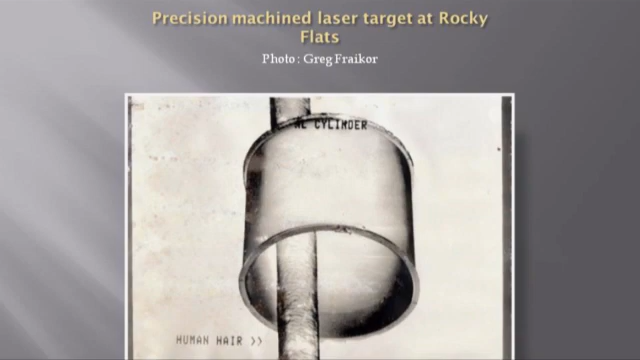 Precision machined laser target at Rocky
Flats
Photo: Greg Fraikor
AL CYLINDER
HUMAN HAIR >>